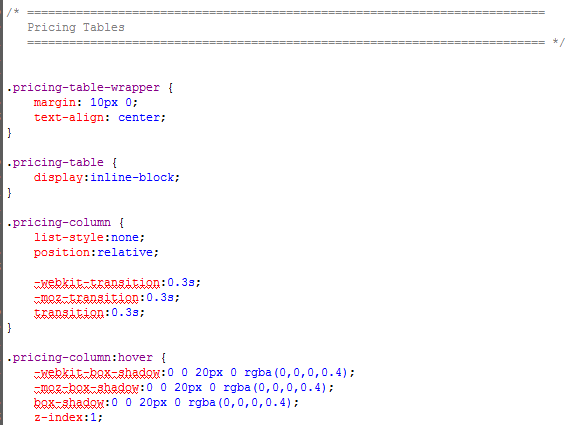 /* ==========================================================================
Pricing Tables
========================================================================== */
.pricing-table-wrapper {
margin: 10px 0;
text-align: center;
}
.pricing-table {
display:inline-block;
}
.pricing-column {
list-style:none;
position:relative;
-webkit-transition:0.3s;
-moz-transition:0.3s;
transition:0.3s;
}
.pricing-column:hover {
-webkit-box-shadow:0 0 20px 0 rgba(0,0,0,0.4);
-moz-box-shadow:0 0 20px 0 rgba(0,0,0,0.4);
box-shadow:0 0 20px 0 rgba(0,0,0,0.4);
z-index:1;